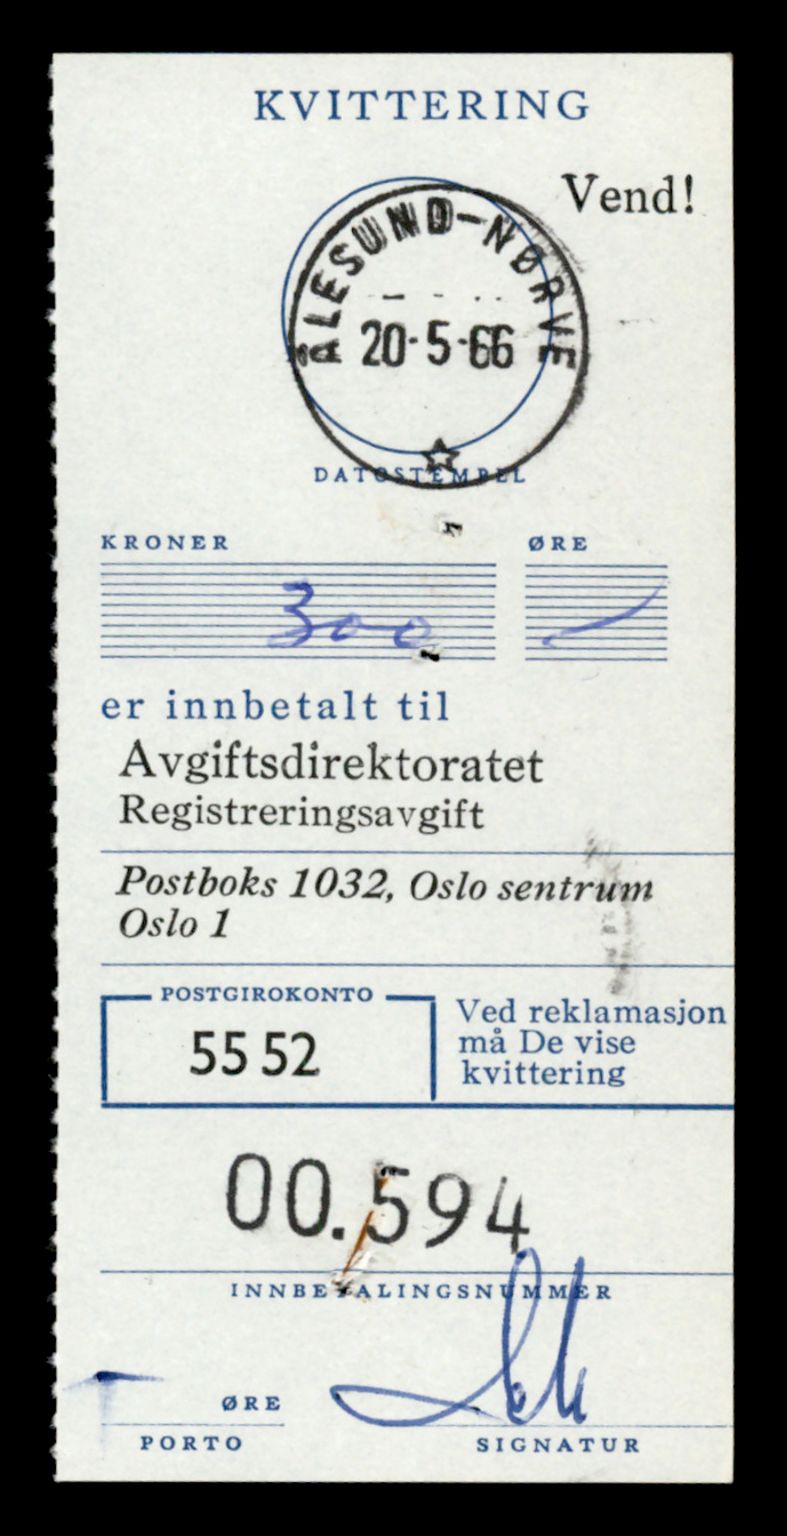 KVITTERING
Vend!
ÅLESUND-NØRVE
20-5-66
DATOSTEMPEL
KRONER ØRE
300 -
er innbetalt til
Avgiftsdirektoratet
Registreringsavgift
Postboks 1032, Oslo sentrum
Oslo 1
POSTGIROKONTO
55 52
Ved reklamasjon
må De vise
kvittering
00.594
INNBETALINGSNUMMER
ØRE
PORTO SIGNATUR